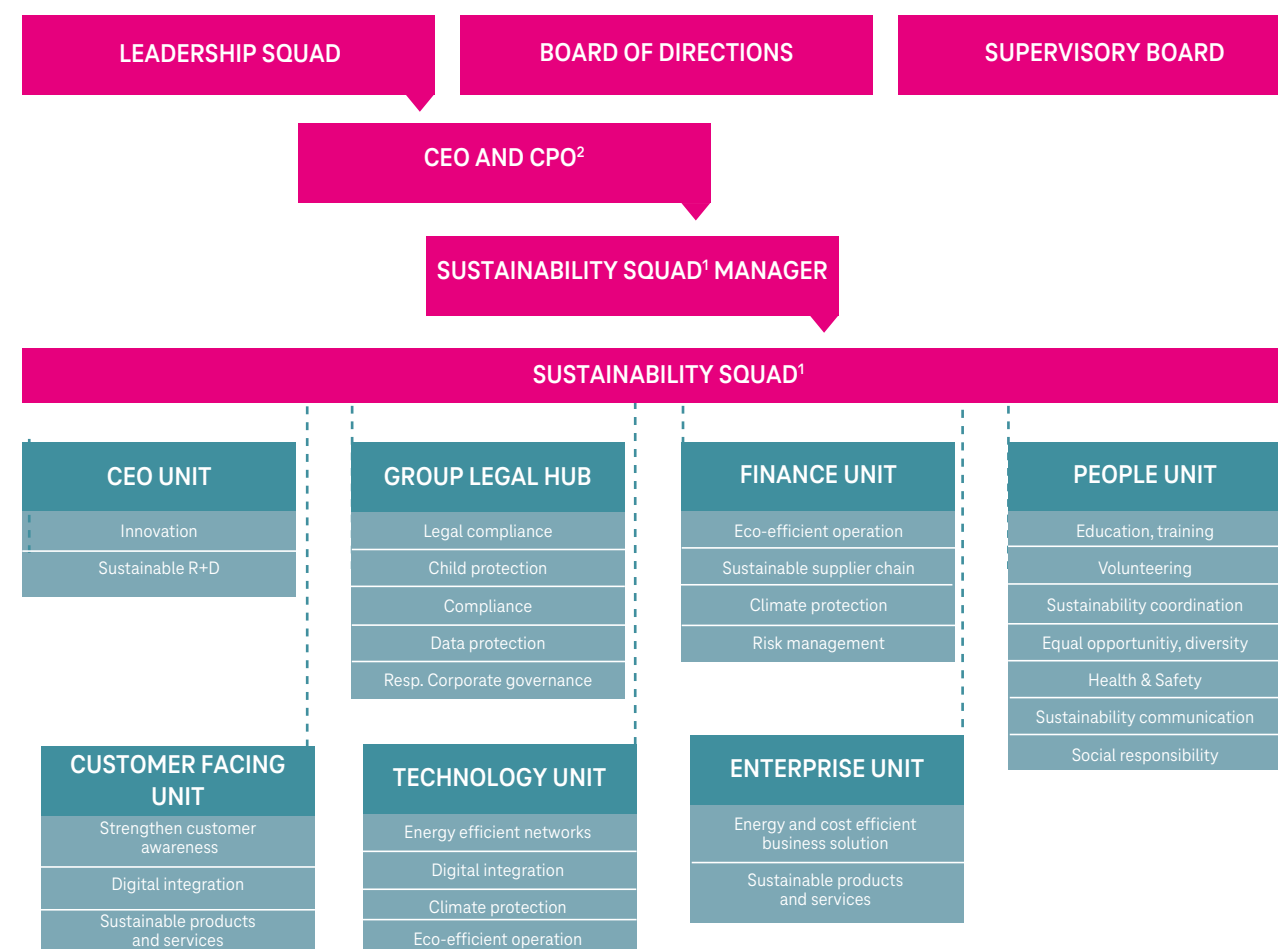 LEADERSHIP SQUAD
BOARD OF DIRECTIONS
SUPERVISORY BOARD
CEO AND CPO²
SUSTAINABILITY SQUAD¹ MANAGER
SUSTAINABILITY SQUAD¹
CEO UNIT
Innovation
Sustainable R+D
GROUP LEGAL HUB
Legal compliance
Child protection
Compliance
Data protection
Resp. Corporate governance
FINANCE UNIT
Eco-efficient operation
Sustainable supplier chain
Climate protection
Risk management
PEOPLE UNIT
Education, training
Volunteering
Sustainability coordination
Equal opportunitiy, diversity
Health & Safety
Sustainability communication
Social responsibility
CUSTOMER FACING
UNIT
Strengthen customer
awareness
Digital integration
Sustainable products
and services
TECHNOLOGY UNIT
Energy efficient networks
Digital integration
Climate protection
Eco-efficient operation
ENTERPRISE UNIT
Energy and cost efficient
business solution
Sustainable products
and services